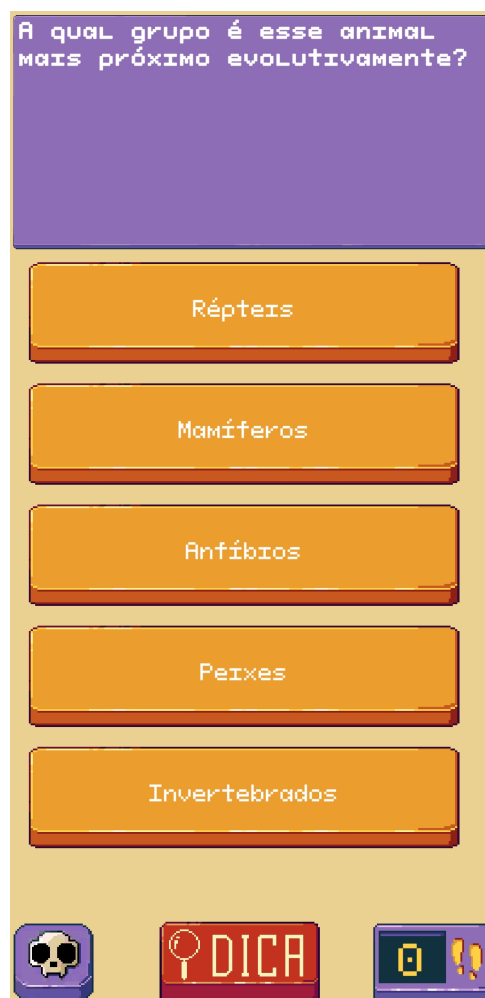 A qual grupo é esse animal
mais próximo evolutivamente?
Répteis
Mamíferos
Anfíbios
Peixes
Invertebrados
DICA
0